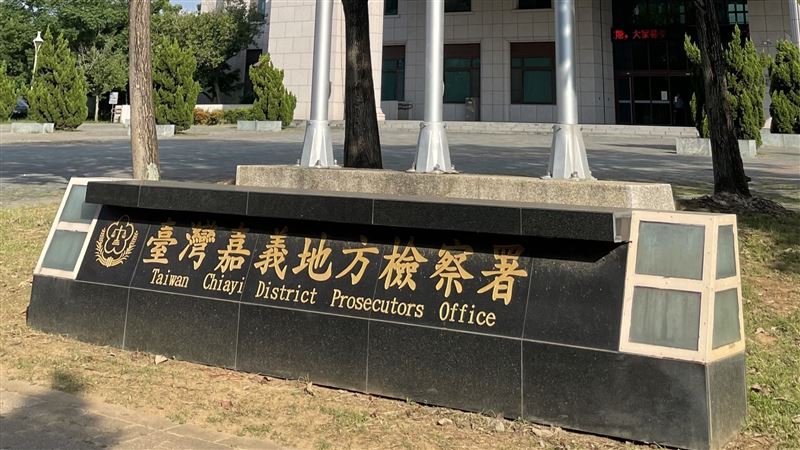 臺灣嘉義地方檢察署
Taiwan Chiayi District Prosecutors Office